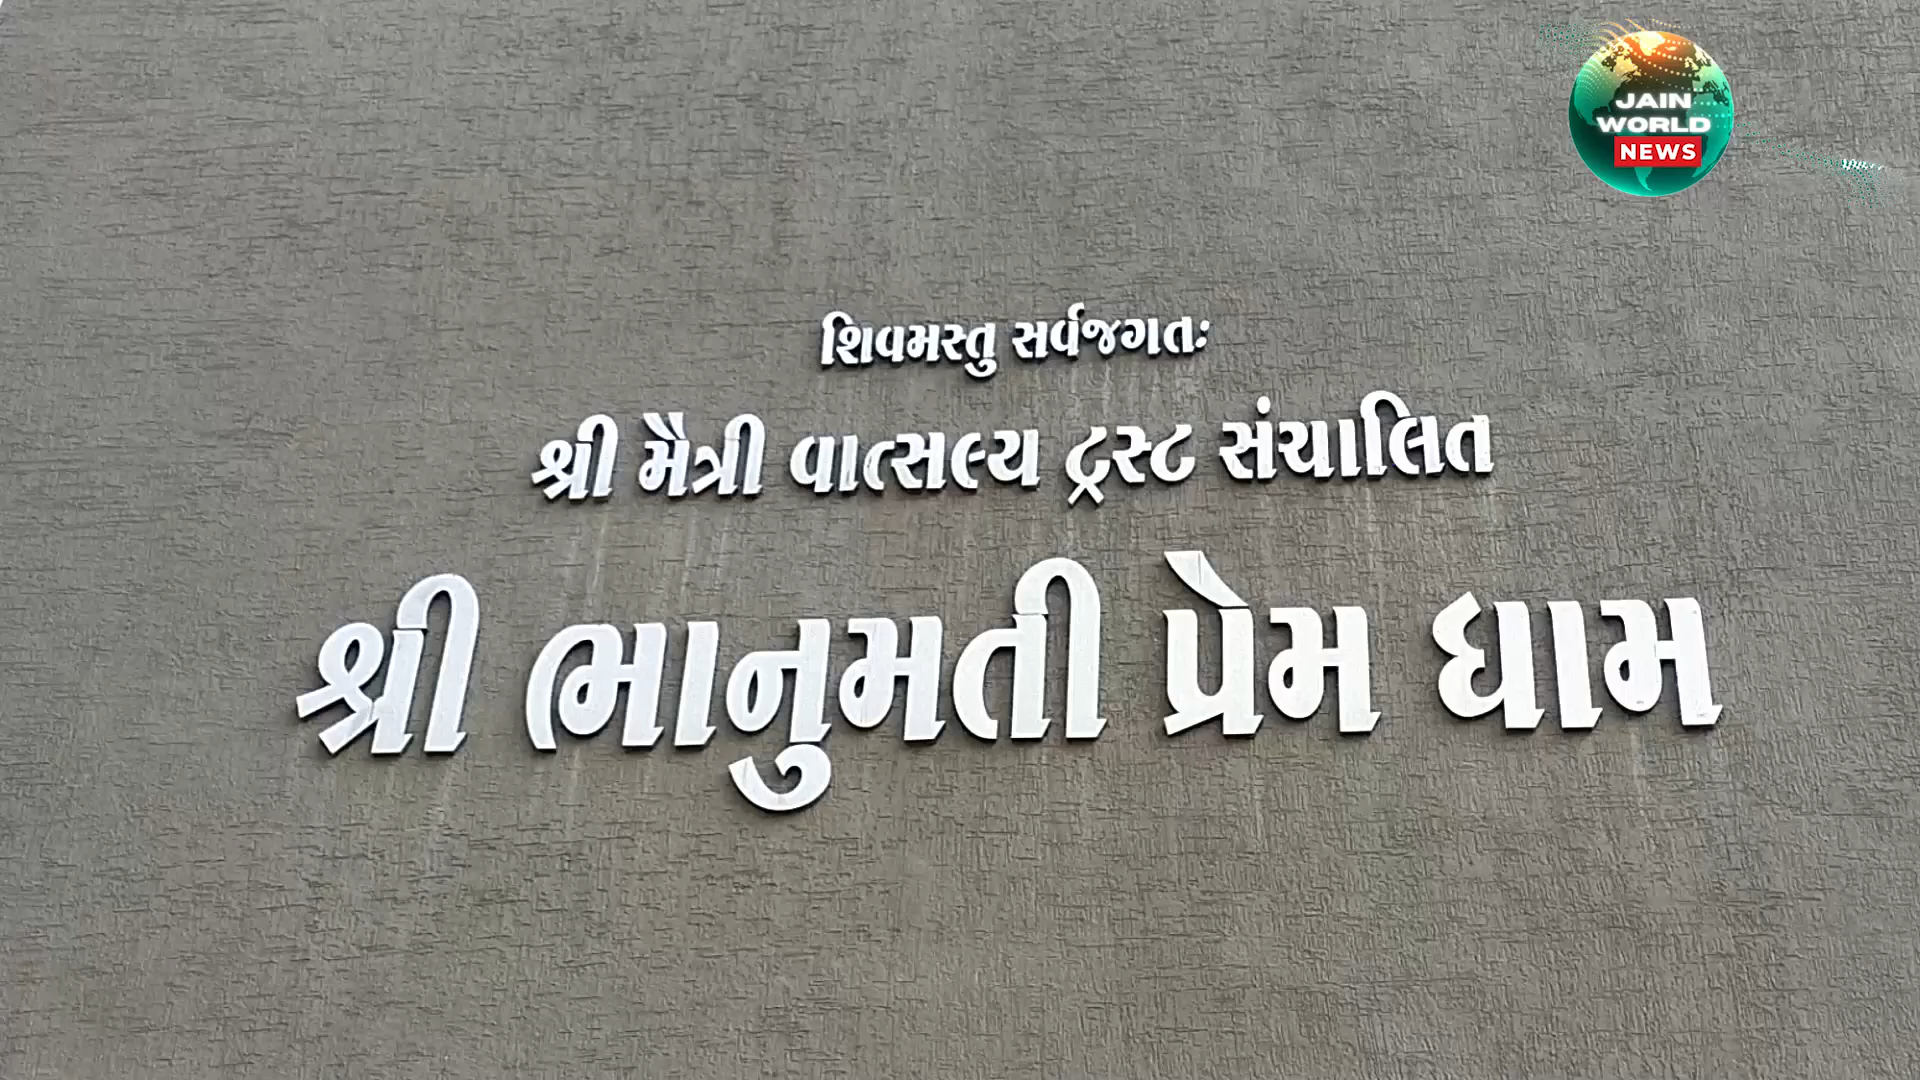 JAIN
WORLD
NEWS
શિવમસ્તુ સર્વજગતઃ
શ્રી મૈત્રી વાત્સલ્ય ટ્રસ્ટ સંચાલિત
શ્રી ભાનુમતી પ્રેમ ધામ